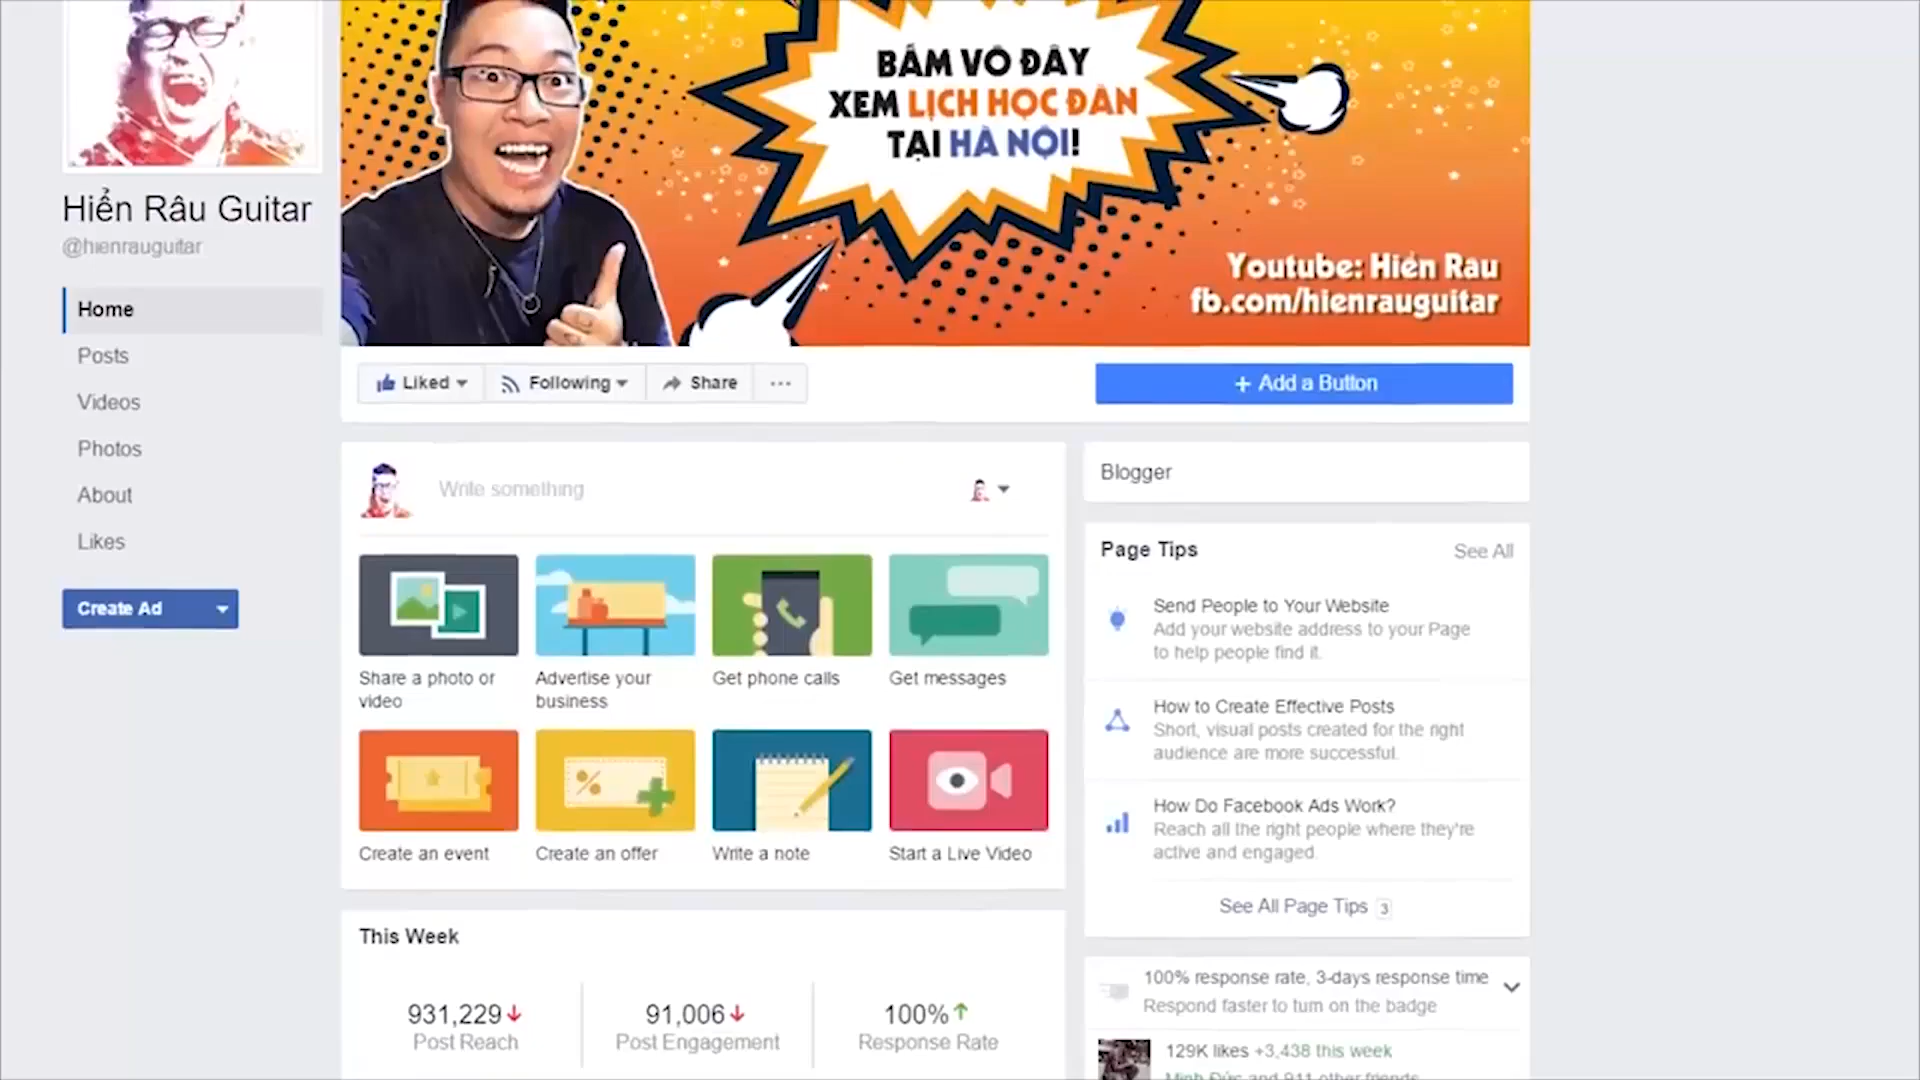 Hiển Râu Guitar
@hienrauguitar
Home
Posts
Videos
Photos
About
Likes
Create Ad
BẤM VÔ ĐÂY
XEM LỊCH HỌC ĐÀN
TẠI HÀ NỘI!
Youtube: Hiển Râu
fb.com/hienrauguitar
Liked
Following
Share
+ Add a Button
Write something
Share a photo or
video
Advertise your
business
Get phone calls
Get messages
Create an event
Create an offer
Write a note
Start a Live Video
This Week
931,229
Post Reach
91,006
Post Engagement
100%
Response Rate
Blogger
Page Tips
See All
Send People to Your Website
Add your website address to your Page
to help people find it.
How to Create Effective Posts
Short, visual posts created for the right
audience are more successful.
How Do Facebook Ads Work?
Reach all the right people where they're
active and engaged.
See All Page Tips 3
100% response rate, 3-days response time
Respond faster to turn on the badge
129K likes +3,438 this week
Minh Đức and 911 other friends